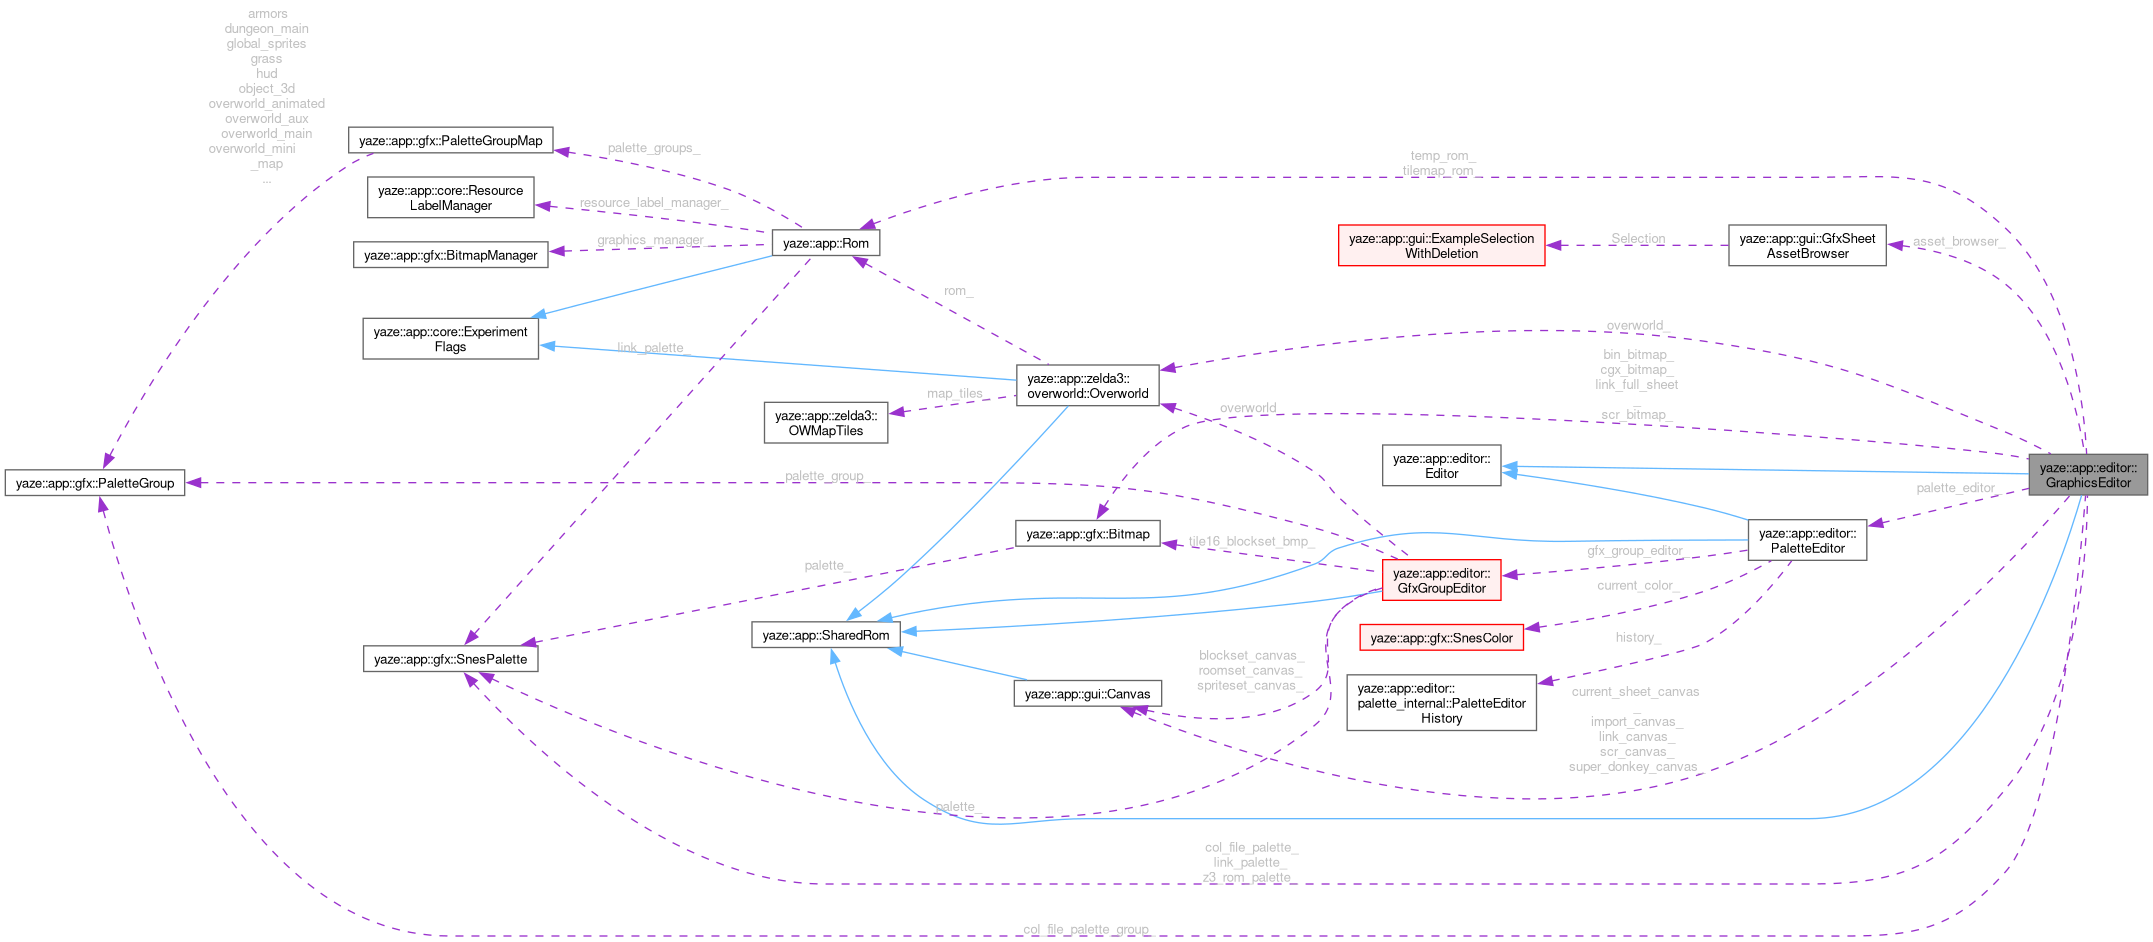 armors
dungeon_main
global_sprites
grass
hud
object_3d
overworld_animated
overworld_aux
overworld_main
overworld_mini
_map
...
yaze::app::gfx::PaletteGroupMap
palette_groups_
temp_rom_
tilemap_rom_
yaze::app::core::Resource
LabelManager
resource_label_manager_
yaze::app::gfx::BitmapManager
graphics_manager_
yaze::app::Rom
yaze::app::gui::ExampleSelection
WithDeletion
Selection
yaze::app::gui::GfxSheet
AssetBrowser
asset_browser_
rom_
yaze::app::core::Experiment
Flags
link_palette_
overworld_
bin_bitmap_
cgx_bitmap_
link_full_sheet
_
scr_bitmap_
yaze::app::zelda3::
overworld::Overworld
map_tiles_
yaze::app::zelda3::
OWMapTiles
overworld_
yaze::app::editor::
Editor
yaze::app::editor::
GraphicsEditor
yaze::app::gfx::PaletteGroup
palette_group
palette_editor_
yaze::app::gfx::Bitmap
tile16_blockset_bmp_
yaze::app::editor::
PaletteEditor
gfx_group_editor_
palette_
yaze::app::editor::
GfxGroupEditor
current_color_
yaze::app::SharedRom
yaze::app::gfx::SnesColor
history_
yaze::app::gfx::SnesPalette
blockset_canvas_
roomset_canvas_
spriteset_canvas_
yaze::app::gui::Canvas
yaze::app::editor::
palette_internal::PaletteEditor
History
current_sheet_canvas
_
import_canvas_
link_canvas_
scr_canvas_
super_donkey_canvas_
palette_
col_file_palette_
link_palette_
z3_rom_palette_
col_file_palette_group_